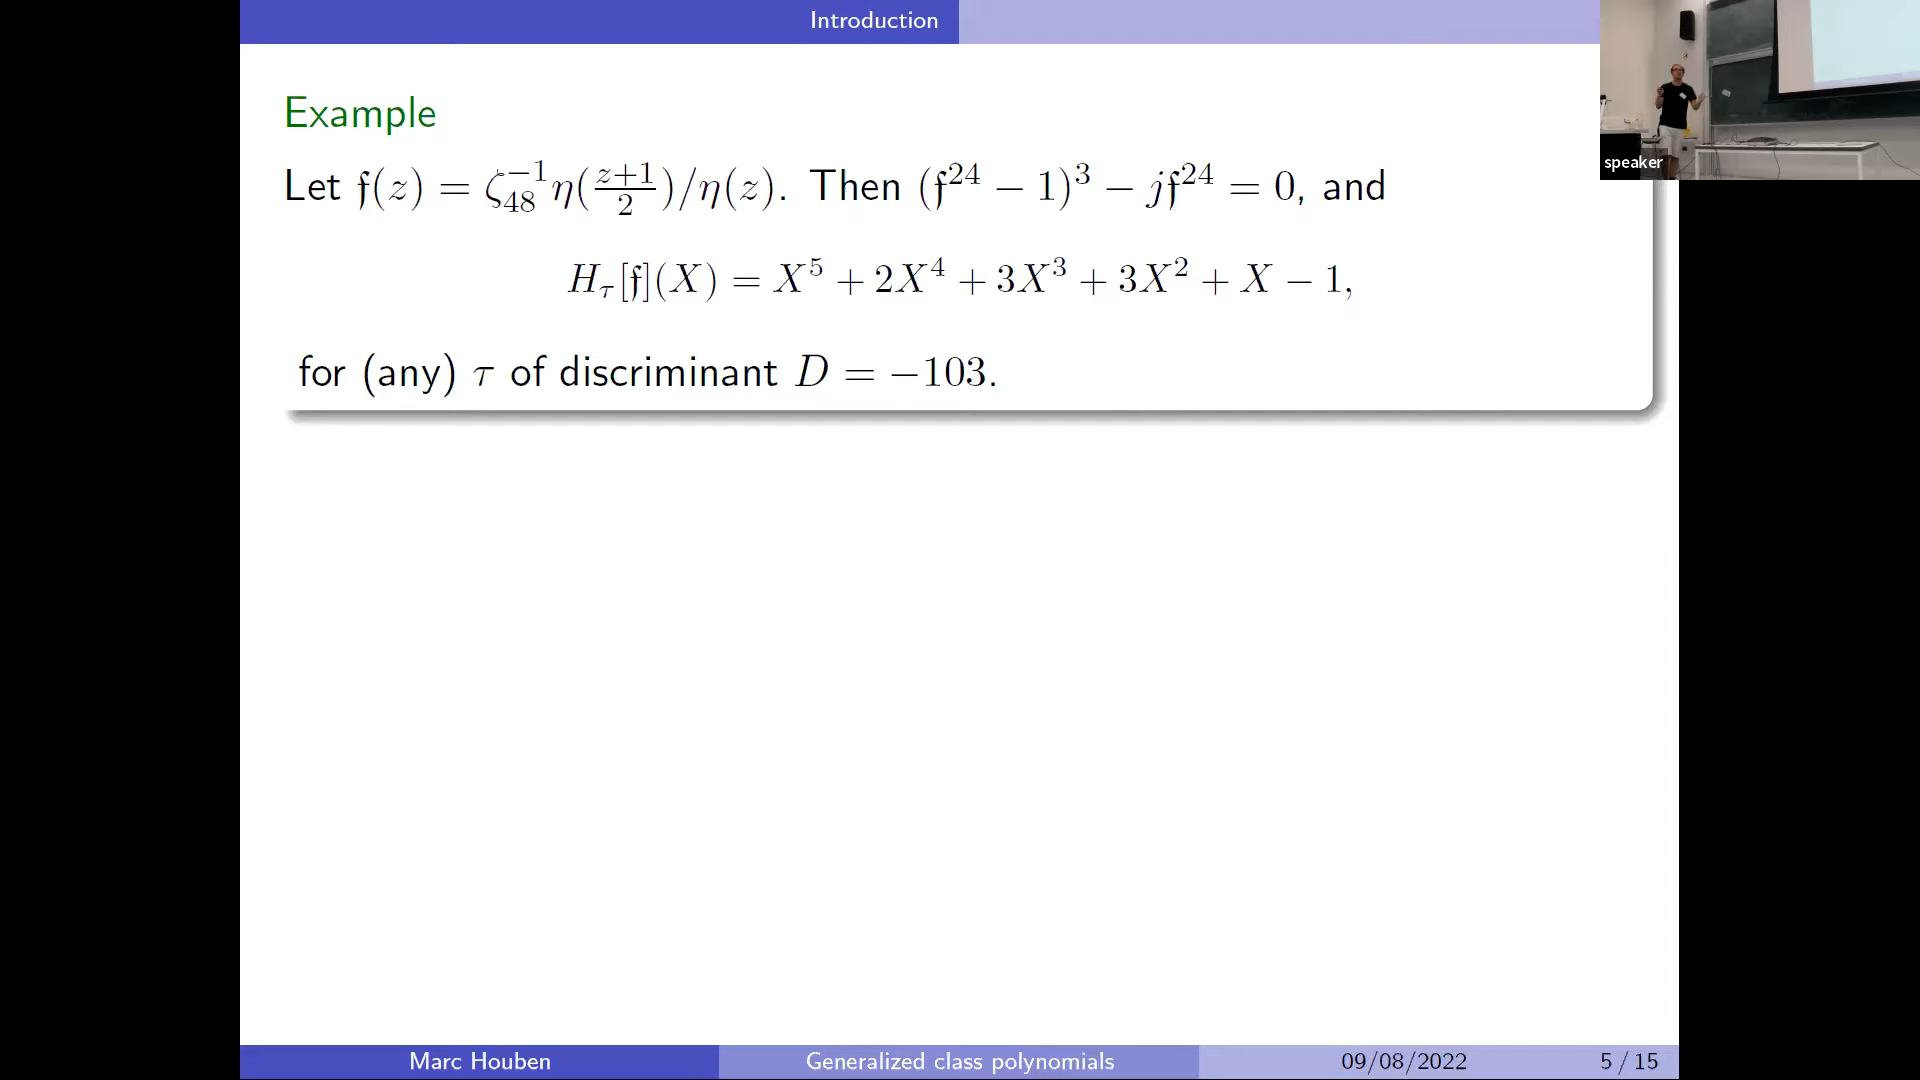 Introduction
Example
Let 𝔣(z) = ζ₄₈⁻¹η((z+1)/2)/η(z). Then (𝔣²⁴ − 1)³ − j𝔣²⁴ = 0, and
H_τ[𝔣](X) = X⁵ + 2X⁴ + 3X³ + 3X² + X − 1,
for (any) τ of discriminant D = −103.
speaker
Marc Houben
Generalized class polynomials
09/08/2022
5 / 15